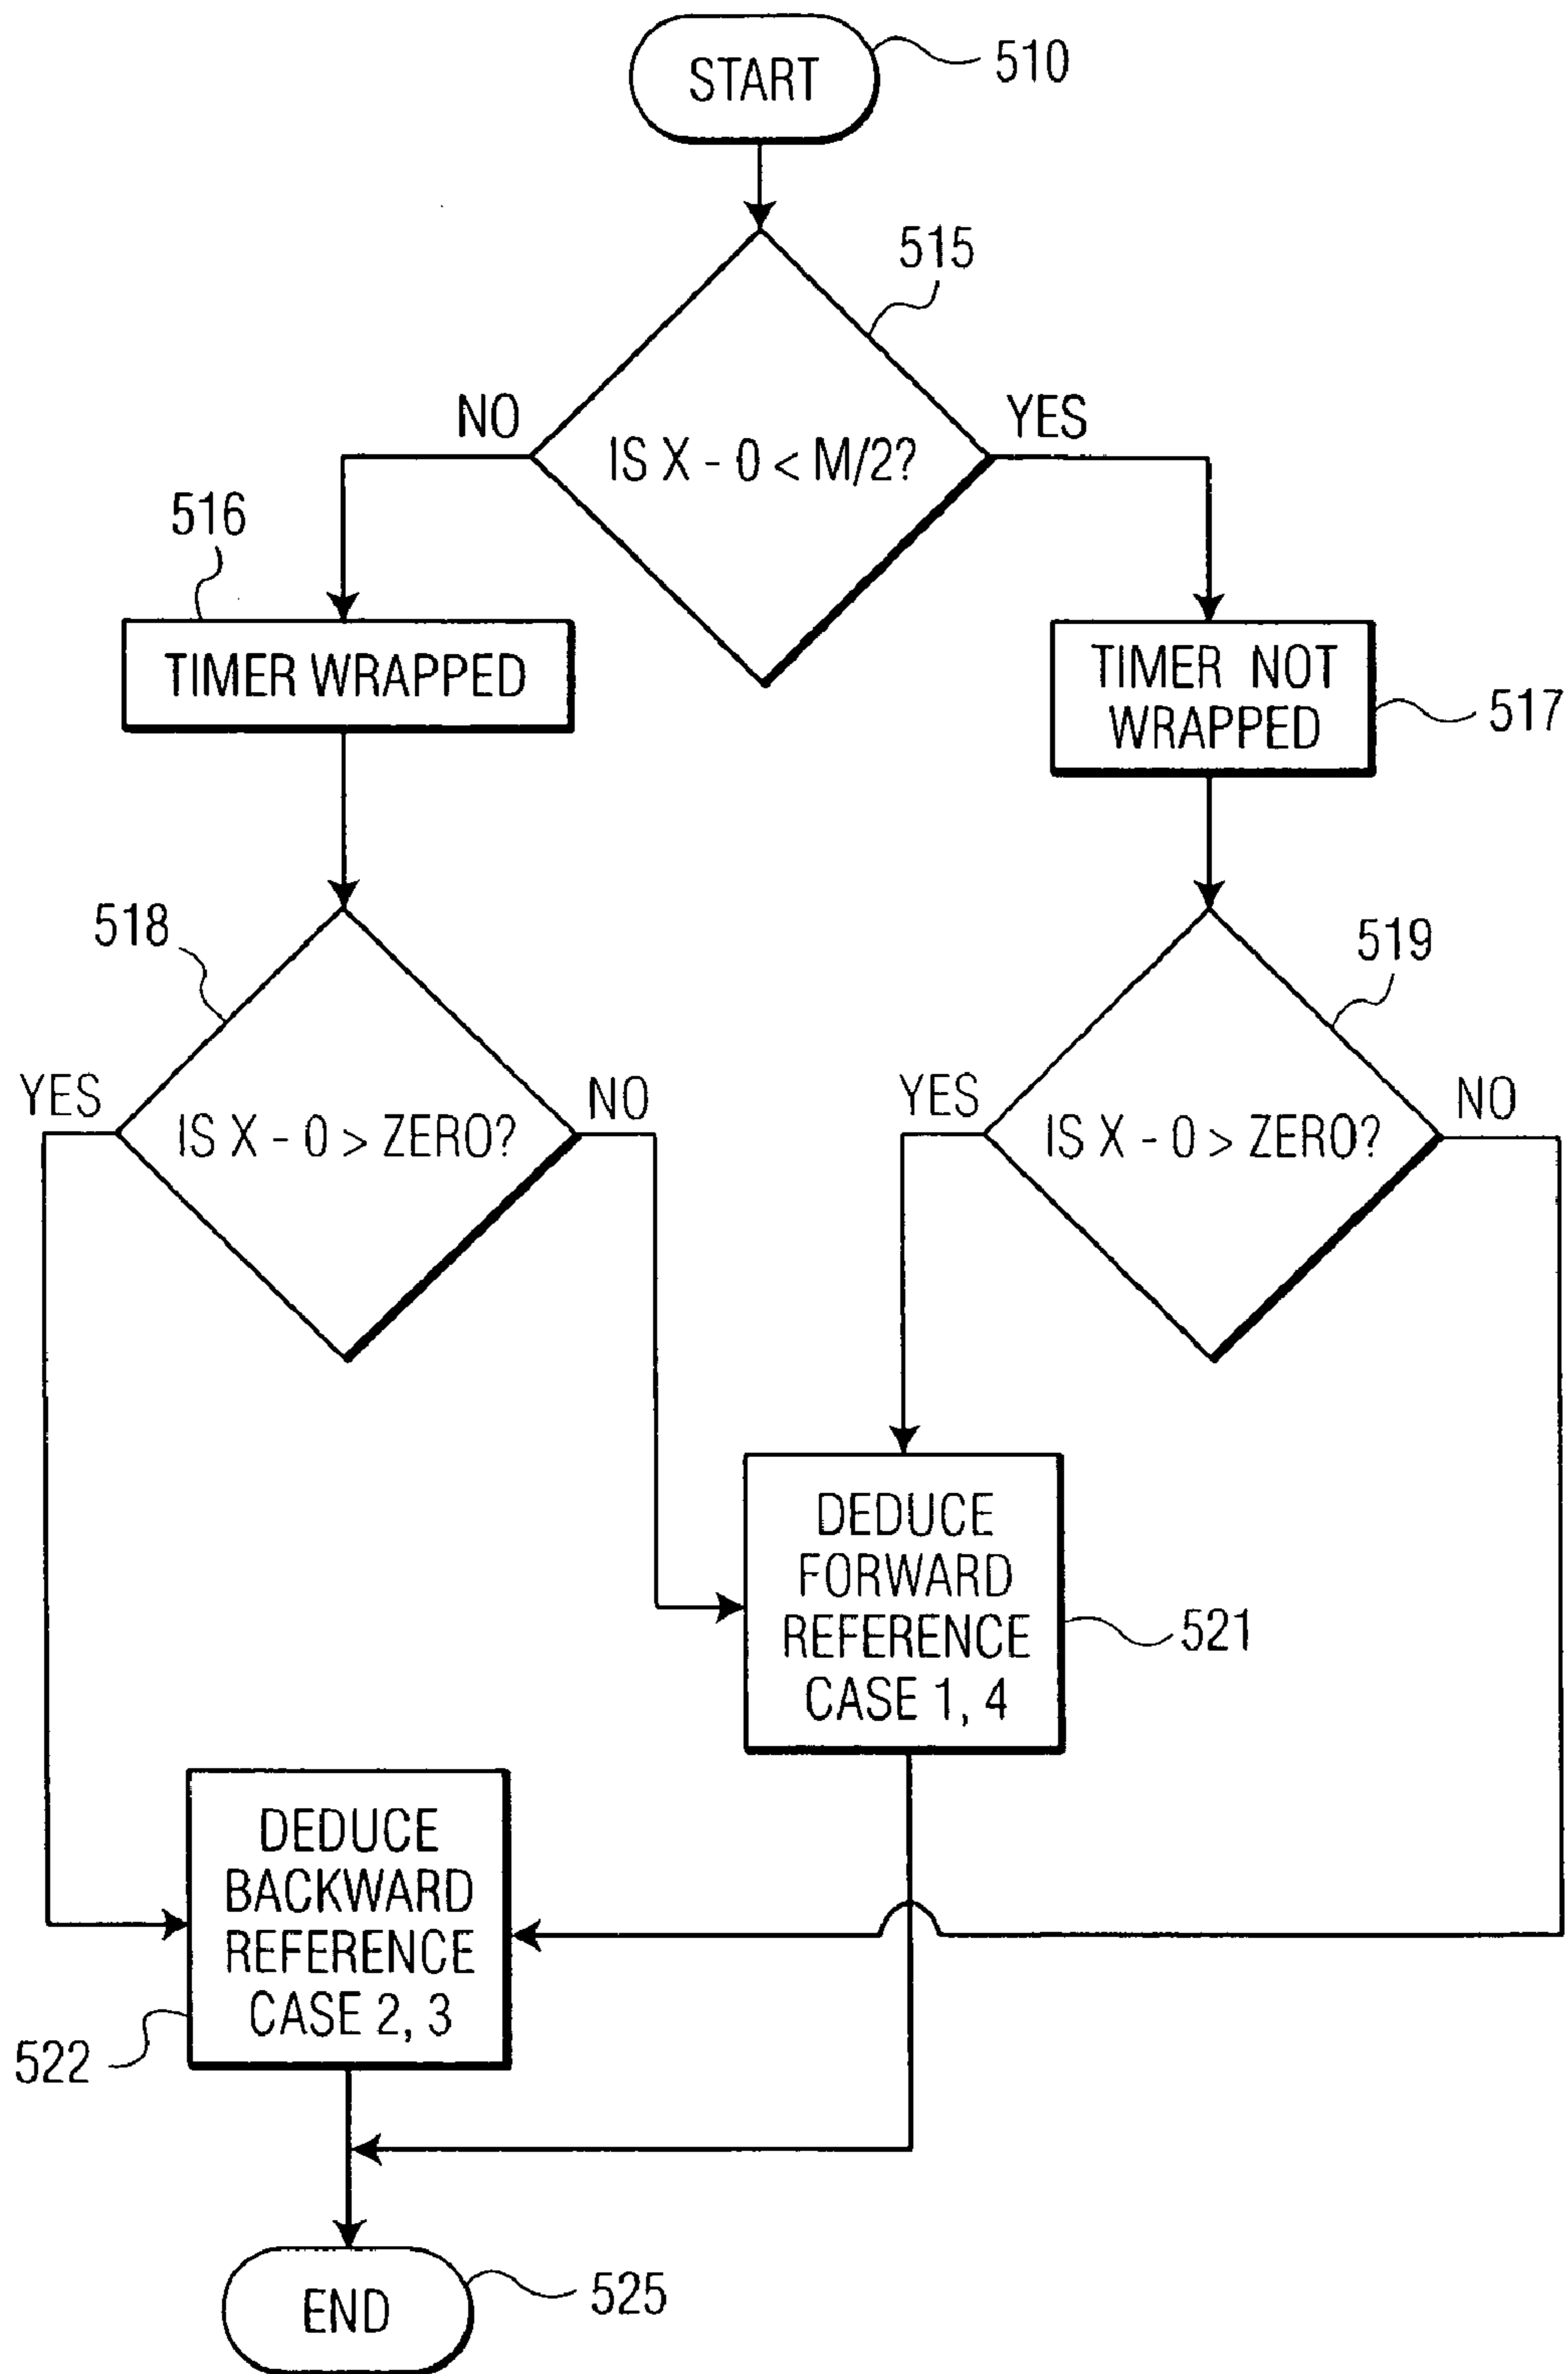 START
510
515
NO
YES
IS X - 0 < M/2?
516
TIMER WRAPPED
TIMER NOT
WRAPPED
517
518
519
YES
IS X - 0 > ZERO?
NO
YES
IS X - 0 > ZERO?
NO
DEDUCE
FORWARD
REFERENCE
CASE 1, 4
521
DEDUCE
BACKWARD
REFERENCE
CASE 2, 3
522
END
525